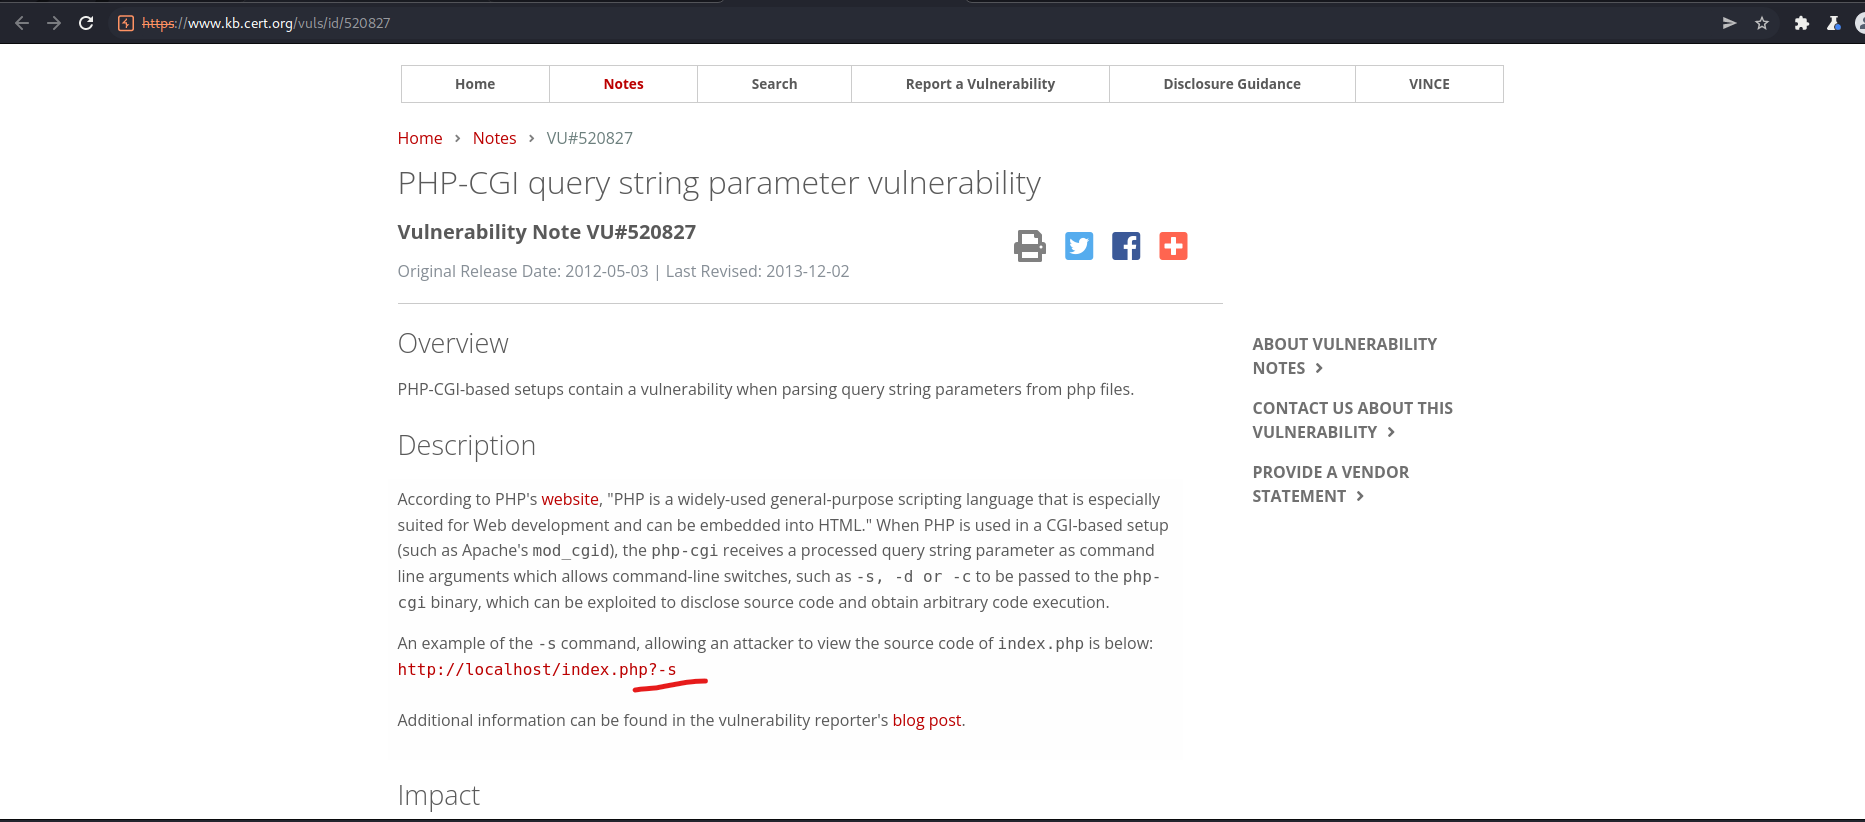 https://www.kb.cert.org/vuls/id/520827
Home Notes Search Report a Vulnerability Disclosure Guidance VINCE
Home › Notes › VU#520827
PHP-CGI query string parameter vulnerability
Vulnerability Note VU#520827
Original Release Date: 2012-05-03 | Last Revised: 2013-12-02
Overview
PHP-CGI-based setups contain a vulnerability when parsing query string parameters from php files.
Description
According to PHP's website, "PHP is a widely-used general-purpose scripting language that is especially
suited for Web development and can be embedded into HTML." When PHP is used in a CGI-based setup
(such as Apache's mod_cgid), the php-cgi receives a processed query string parameter as command
line arguments which allows command-line switches, such as -s, -d or -c to be passed to the php-
cgi binary, which can be exploited to disclose source code and obtain arbitrary code execution.
An example of the -s command, allowing an attacker to view the source code of index.php is below:
http://localhost/index.php?-s
Additional information can be found in the vulnerability reporter's blog post.
Impact
ABOUT VULNERABILITY
NOTES ›
CONTACT US ABOUT THIS
VULNERABILITY ›
PROVIDE A VENDOR
STATEMENT ›